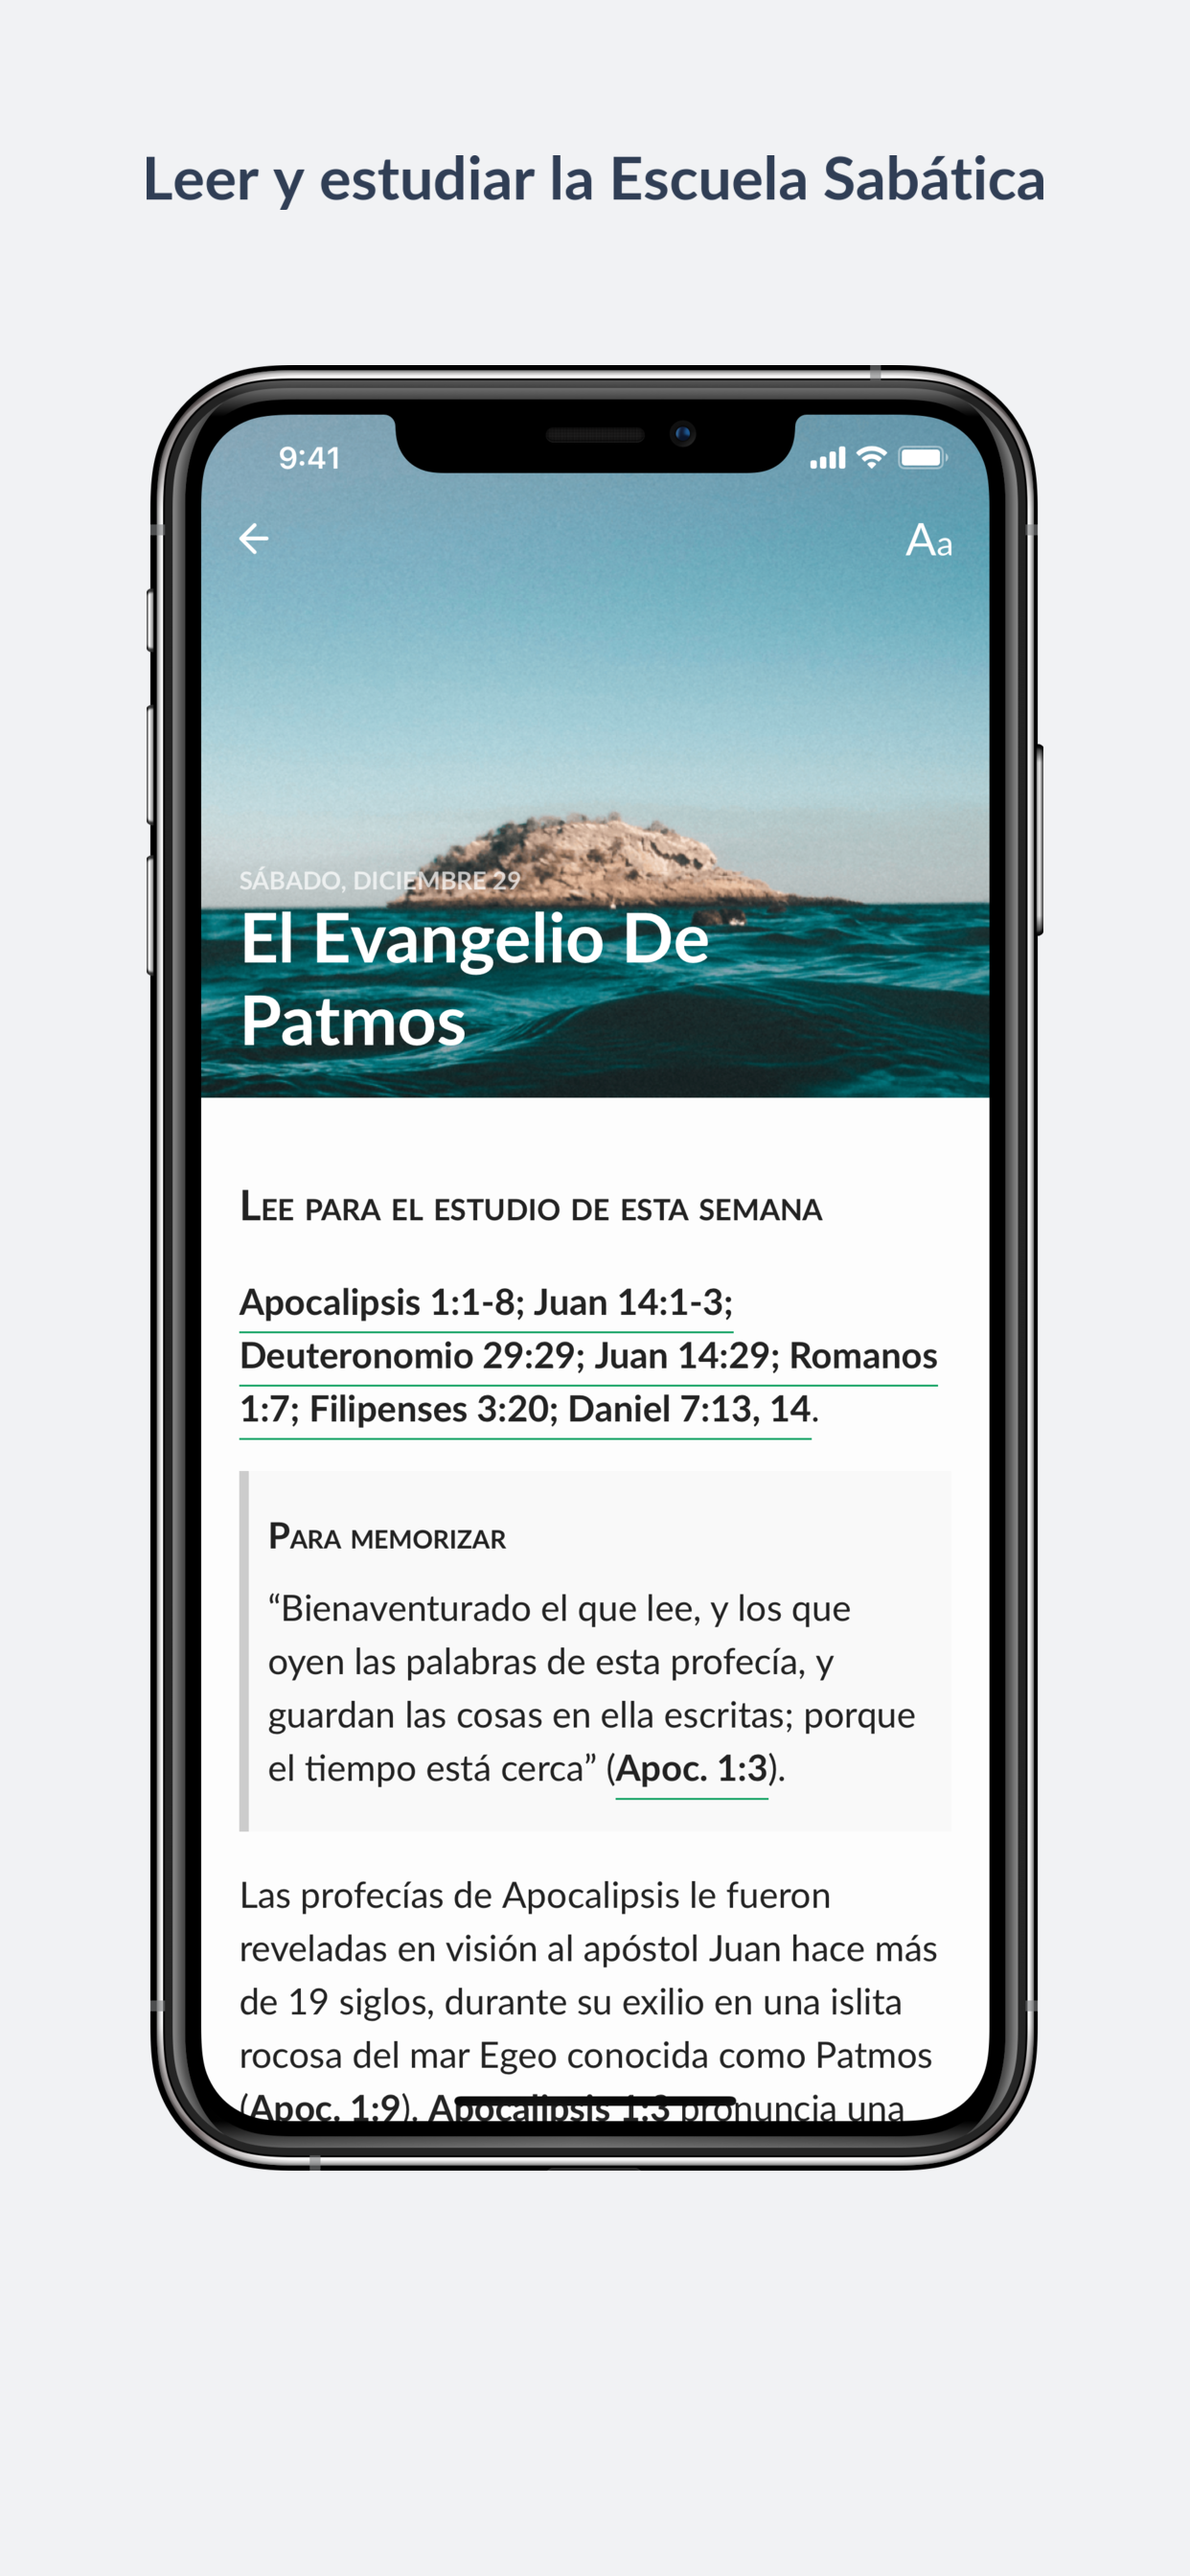 Leer y estudiar la Escuela Sabática
9:41
Aa
SÁBADO, DICIEMBRE 29
El Evangelio De
Patmos
Lee para el estudio de esta semana
Apocalipsis 1:1-8; Juan 14:1-3;
Deuteronomio 29:29; Juan 14:29; Romanos
1:7; Filipenses 3:20; Daniel 7:13, 14.
Para memorizar
“Bienaventurado el que lee, y los que
oyen las palabras de esta profecía, y
guardan las cosas en ella escritas; porque
el tiempo está cerca” (Apoc. 1:3).
Las profecías de Apocalipsis le fueron
reveladas en visión al apóstol Juan hace más
de 19 siglos, durante su exilio en una islita
rocosa del mar Egeo conocida como Patmos
(Apoc. 1:9). Apocalipsis 1:3 pronuncia una